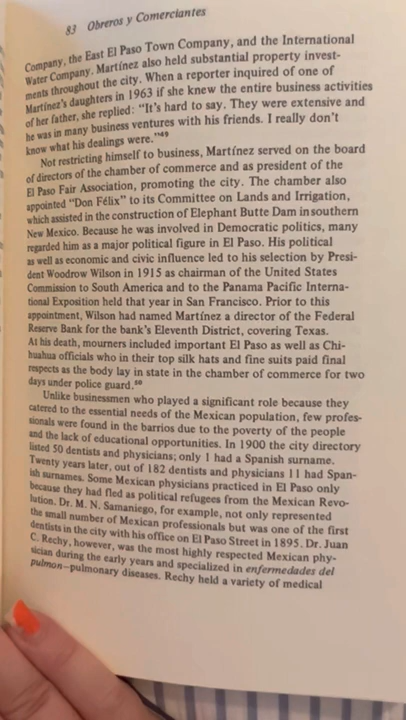 83 Obreros y Comerciantes
Company, the East El Paso Town Company, and the International
Water Company. Martínez also held substantial property invest-
ments throughout the city. When a reporter inquired of one of
Martínez's daughters in 1963 if she knew the entire business activities
of her father, she replied: "It's hard to say. They were extensive and
he was in many business ventures with his friends. I really don't
know what his dealings were."49
Not restricting himself to business, Martínez served on the board
of directors of the chamber of commerce and as president of the
El Paso Fair Association, promoting the city. The chamber also
appointed "Don Félix" to its Committee on Lands and Irrigation,
which assisted in the construction of Elephant Butte Dam in southern
New Mexico. Because he was involved in Democratic politics, many
regarded him as a major political figure in El Paso. His political
as well as economic and civic influence led to his selection by Presi-
dent Woodrow Wilson in 1915 as chairman of the United States
Commission to South America and to the Panama Pacific Interna-
tional Exposition held that year in San Francisco. Prior to this
appointment, Wilson had named Martínez a director of the Federal
Reserve Bank for the bank's Eleventh District, covering Texas.
At his death, mourners included important El Paso as well as Chi-
huahua officials who in their top silk hats and fine suits paid final
respects as the body lay in state in the chamber of commerce for two
days under police guard.50
Unlike businessmen who played a significant role because they
catered to the essential needs of the Mexican population, few profes-
sionals were found in the barrios due to the poverty of the people
and the lack of educational opportunities. In 1900 the city directory
listed 50 dentists and physicians; only 1 had a Spanish surname.
Twenty years later, out of 182 dentists and physicians 11 had Span-
ish surnames. Some Mexican physicians practiced in El Paso only
because they had fled as political refugees from the Mexican Revo-
lution. Dr. M. N. Samaniego, for example, not only represented
the small number of Mexican professionals but was one of the first
dentists in the city with his office on El Paso Street in 1895. Dr. Juan
C. Rechy, however, was the most highly respected Mexican phy-
sician during the early years and specialized in enfermedades del
pulmon—pulmonary diseases. Rechy held a variety of medical